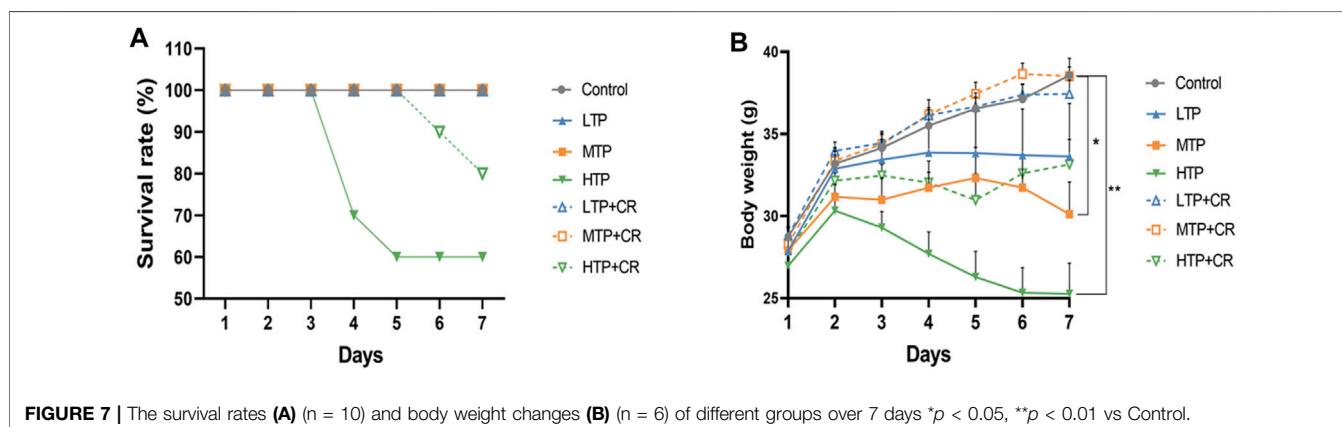 A
Survival rate (%)
110
100
90
80
70
60
50
1 2 3 4 5 6 7
Days
Control
LTP
MTP
HTP
LTP+CR
MTP+CR
HTP+CR
B
Body weight (g)
40
35
30
25
1 2 3 4 5 6 7
Days
*
**
Control
LTP
MTP
HTP
LTP+CR
MTP+CR
HTP+CR
FIGURE 7 | The survival rates (A) (n = 10) and body weight changes (B) (n = 6) of different groups over 7 days *p < 0.05, **p < 0.01 vs Control.